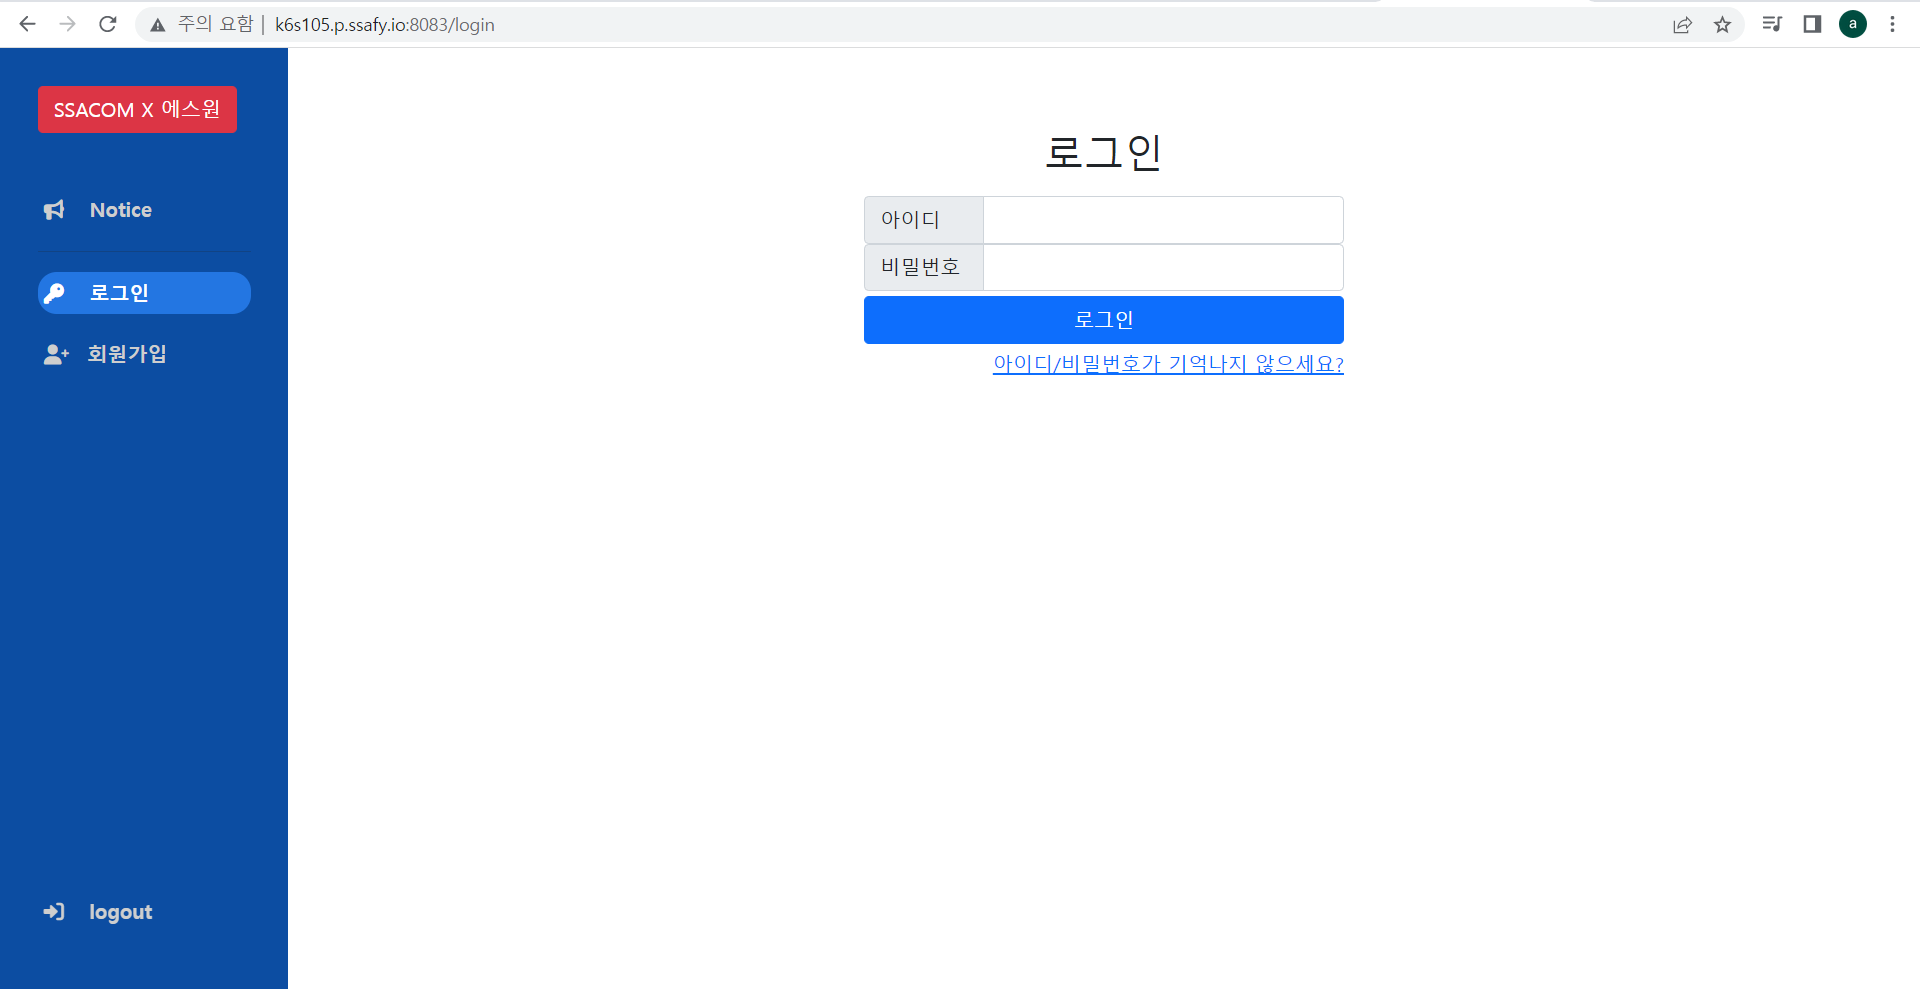 주의 요함 | k6s105.p.ssafy.io:8083/login
a
SSACOM X 에스원
Notice
로그인
회원가입
logout
로그인
아이디
비밀번호
로그인
아이디/비밀번호가 기억나지 않으세요?